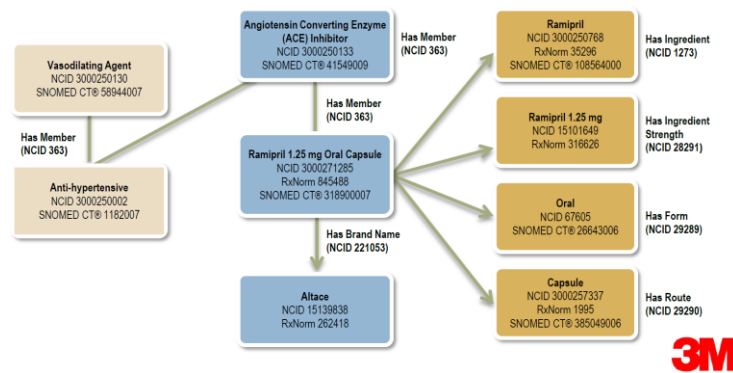 Angiotensin Converting Enzyme
(ACE) Inhibitor
NCID 3000250133
SNOMED CT® 41549009
Has Member
(NCID 363)
Ramipril
NCID 3000250768
RxNorm 35296
SNOMED CT® 108564000
Has Ingredient
(NCID 1273)
Vasodilating Agent
NCID 3000250130
SNOMED CT® 58944007
Has Member
(NCID 363)
Has Member
(NCID 363)
Ramipril 1.25 mg
NCID 15101649
RxNorm 316626
Has Ingredient
Strength
(NCID 28291)
Anti-hypertensive
NCID 3000250002
SNOMED CT® 1182007
Ramipril 1.25 mg Oral Capsule
NCID 3000271285
RxNorm 845488
SNOMED CT® 318900007
Oral
NCID 67605
SNOMED CT® 26643006
Has Form
(NCID 29289)
Has Brand Name
(NCID 221053)
Altace
NCID 15139838
RxNorm 262418
Capsule
NCID 3000257337
RxNorm 1995
SNOMED CT® 385049006
Has Route
(NCID 29290)
3M